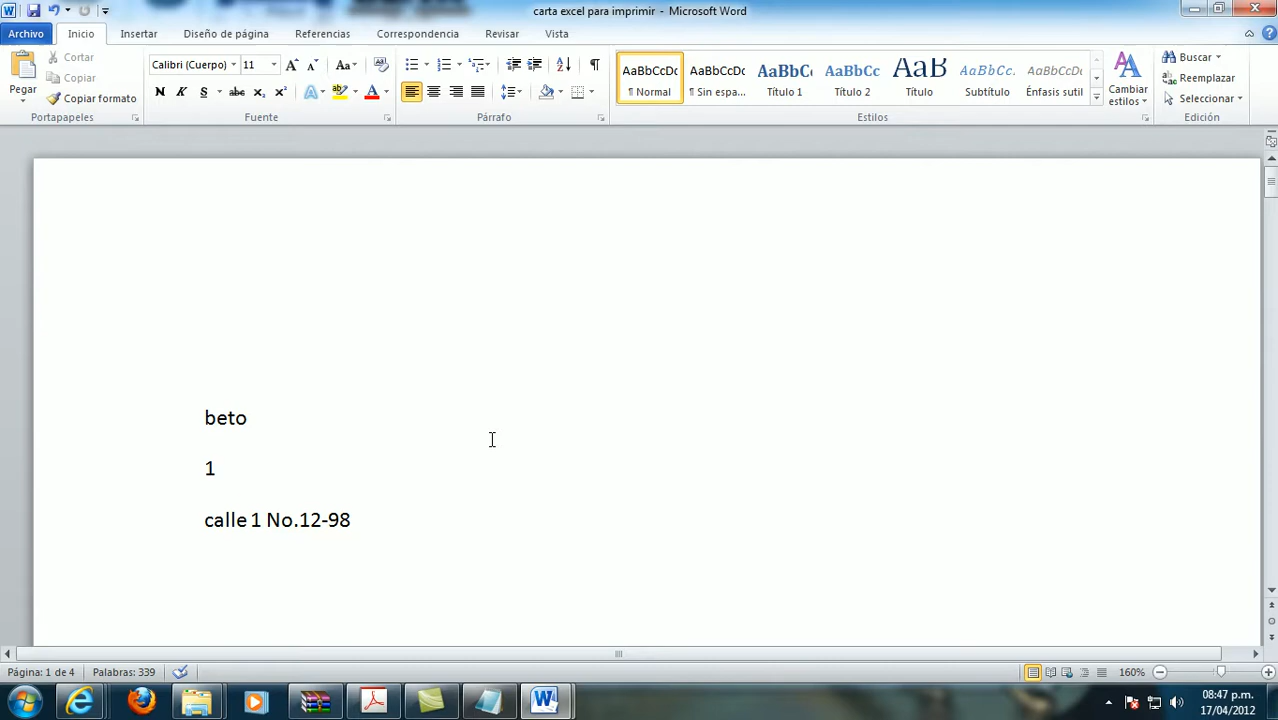 carta excel para imprimir - Microsoft Word
Archivo Inicio Insertar Diseño de página Referencias Correspondencia Revisar Vista
Pegar
Cortar
Copiar
Copiar formato
Portapapeles
Calibri (Cuerpo) 11
N K S abc x₂ x²
Fuente
Párrafo
AaBbCcDc AaBbCcDc AaBbC AaBbCc AaB AaBbCc. AaBbCcDc
¶ Normal ¶ Sin espa... Título 1 Título 2 Título Subtítulo Énfasis sutil
Cambiar estilos
Estilos
Buscar
Reemplazar
Seleccionar
Edición
beto
1
calle 1 No.12-98
Página: 1 de 4 Palabras: 339 160%
08:47 p.m.
17/04/2012